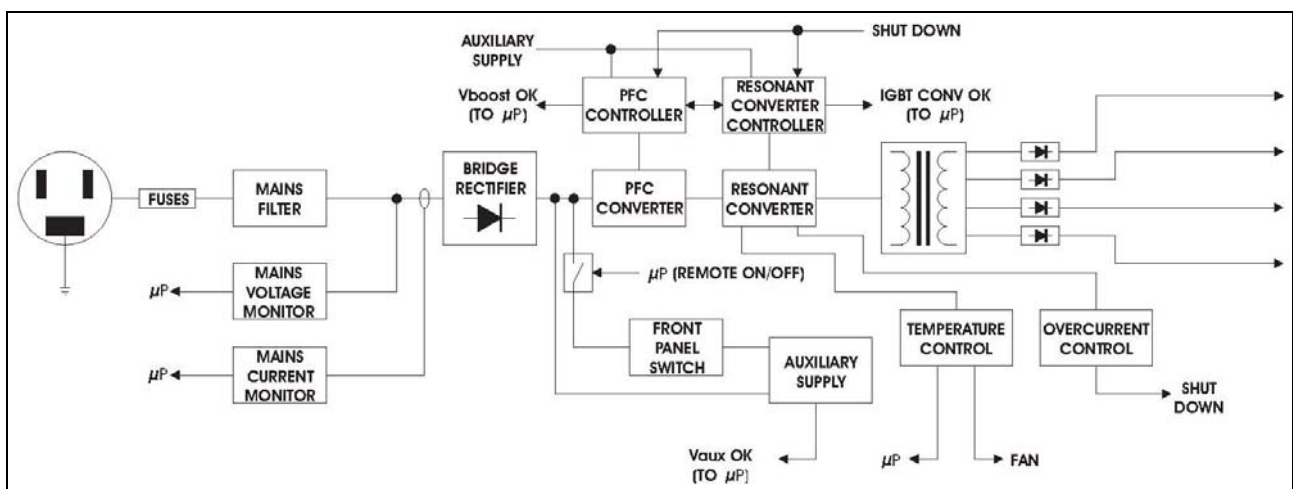 SHUT DOWN
AUXILIARY
SUPPLY
Vboost OK
(TO µP)
PFC
CONTROLLER
RESONANT
CONVERTER
CONTROLLER
IGBT CONV OK
(TO µP)
FUSES
MAINS
FILTER
BRIDGE
RECTIFIER
PFC
CONVERTER
RESONANT
CONVERTER
µP
MAINS
VOLTAGE
MONITOR
µP (REMOTE ON/OFF)
µP
MAINS
CURRENT
MONITOR
FRONT
PANEL
SWITCH
AUXILIARY
SUPPLY
TEMPERATURE
CONTROL
OVERCURRENT
CONTROL
SHUT
DOWN
Vaux OK
(TO µP)
µP
FAN